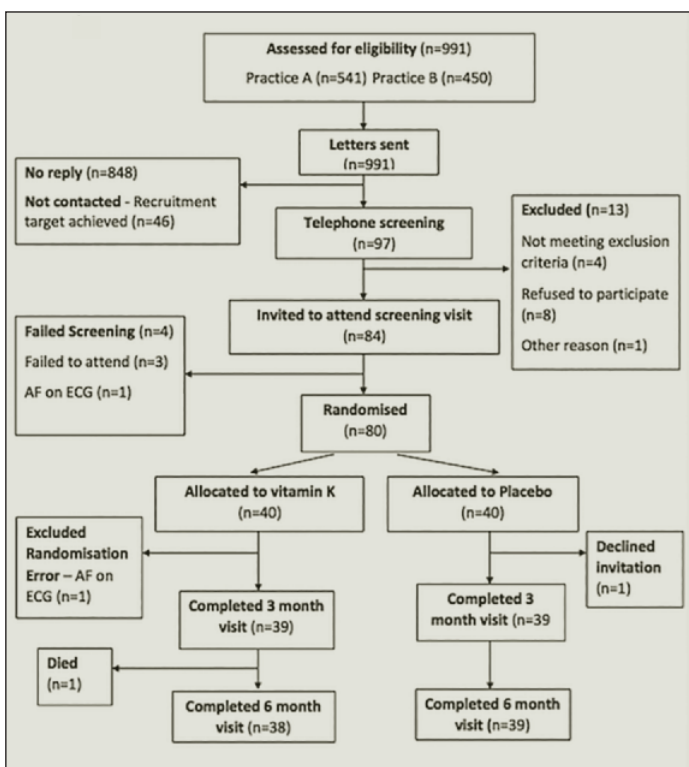 Assessed for eligibility (n=991)
Practice A (n=541) Practice B (n=450)
Letters sent
(n=991)
No reply (n=848)
Not contacted - Recruitment
target achieved (n=46)
Telephone screening
(n=97)
Excluded (n=13)
Not meeting exclusion
criteria (n=4)
Refused to participate
(n=8)
Other reason (n=1)
Invited to attend screening visit
(n=84)
Failed Screening (n=4)
Failed to attend (n=3)
AF on ECG (n=1)
Randomised
(n=80)
Allocated to vitamin K
(n=40)
Allocated to Placebo
(n=40)
Excluded
Randomisation
Error – AF on
ECG (n=1)
Declined
invitation
(n=1)
Completed 3 month
visit (n=39)
Completed 3
month visit (n=39
Died
(n=1)
Completed 6 month
visit (n=38)
Completed 6 month
visit (n=39)